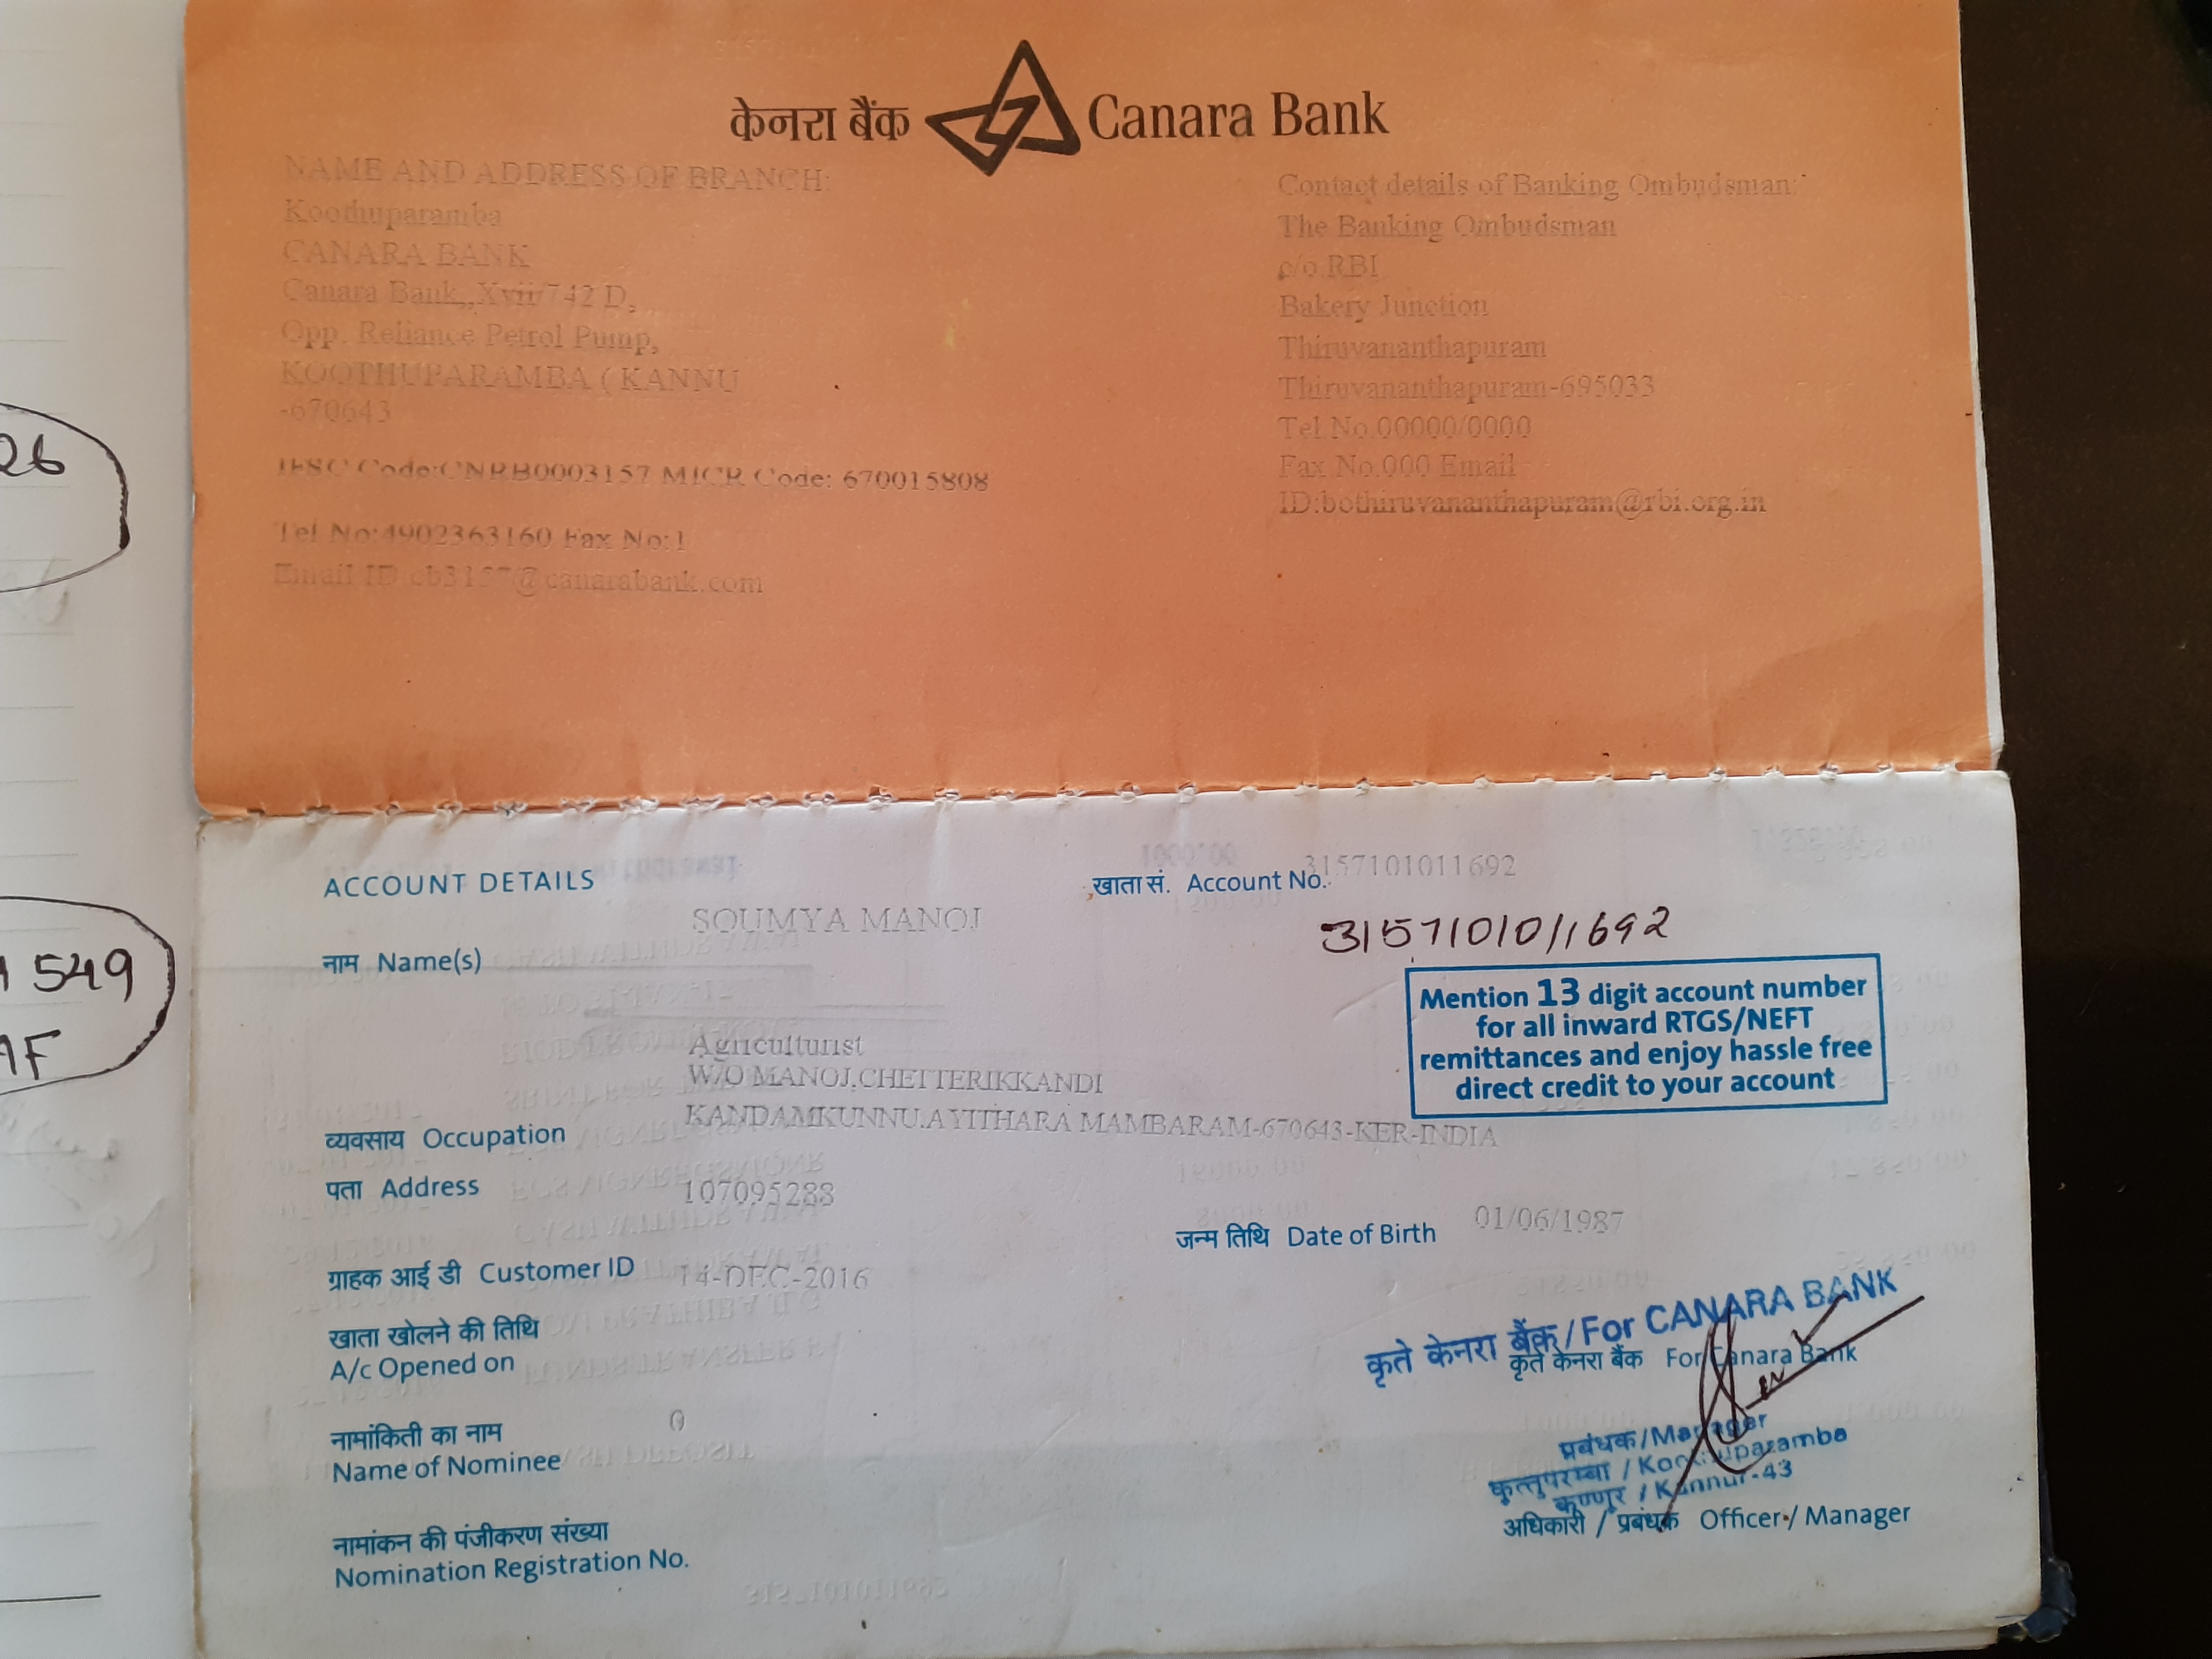 26
549
F
केनरा बैंक Canara Bank
NAME AND ADDRESS OF BRANCH:
Kooduparamba
CANARA BANK
Canara Bank,,Xvii/742 D,
Opp. Reliance Petrol Pump,
KOOTHUPARAMBA ( KANNU
-670643
IFSC Code:CNRB0003157 MICR Code: 670015808
Tel No:4902363160 Fax No:1
Email ID:cb3157@canarabank.com
Contact details of Banking Ombudsman:
The Banking Ombudsman
c/o.RBI
Bakery Junction
Thiruvananthapuram
Thiruvananthapuram-695033
Tel No.00000/0000
Fax No.000 Email
ID:bothiruvananthapuram@rbi.org.in
ACCOUNT DETAILS
खाता सं. Account No.
315710101 1692
3157101011692
नाम Name(s)
SOUMYA MANOJ
Mention 13 digit account number
for all inward RTGS/NEFT
remittances and enjoy hassle free
direct credit to your account
व्यवसाय Occupation
Agriculturist
पता Address
W/O MANOJ,CHETTERIKKANDI
KANDAMKUNNU,AYITHARA MAMBARAM-670643-KER-INDIA
ग्राहक आई डी Customer ID
107095288
जन्म तिथि Date of Birth
01/06/1987
खाता खोलने की तिथि
A/c Opened on
14-DEC-2016
नामांकिती का नाम
Name of Nominee
0
नामांकन की पंजीकरण संख्या
Nomination Registration No.
कृते केनरा बैंक / For CANARA BANK
कृते केनरा बैंक For Canara Bank
प्रबंधक / Manager
कूत्तुपरम्बा / Kooduparamba
कण्णूर / Kannur-43
अधिकारी / प्रबंधक Officer / Manager